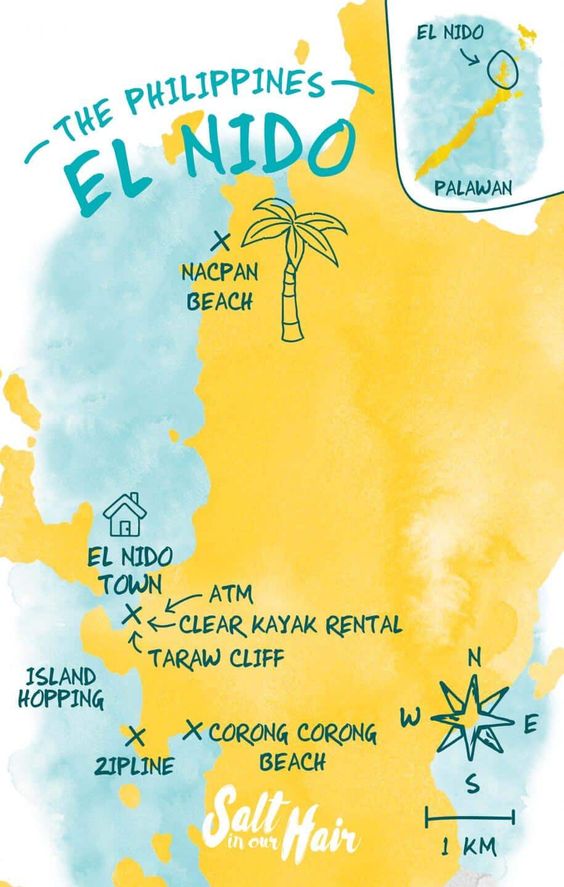 THE PHILIPPINES
EL NIDO
EL NIDO
PALAWAN
NACPAN
BEACH
EL NIDO
TOWN
ATM
CLEAR KAYAK RENTAL
TARAW CLIFF
ISLAND
HOPPING
ZIPLINE
CORONG CORONG
BEACH
N
W
E
S
1 KM
Salt
in our Hair